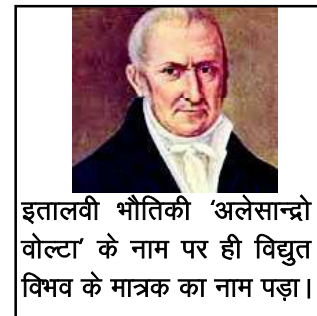 इतालवी भौतिकी ‘अलेसान्द्रो
वोल्टा’ के नाम पर ही विद्युत
विभव के मात्रक का नाम पड़ा।